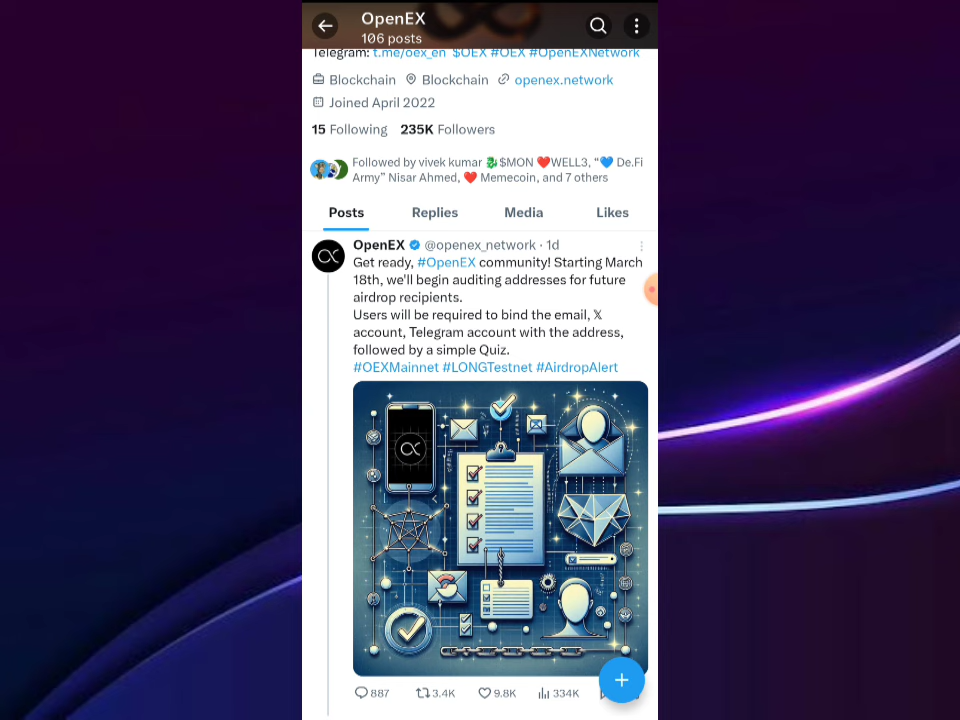 OpenEX
106 posts
Telegram: t.me/oex_en $OEX #OEX #OpenEXNetwork
Blockchain Blockchain openex.network
Joined April 2022
15 Following 235K Followers
Followed by vivek kumar 🐉$MON ❤️WELL3, “💙 De.Fi
Army” Nisar Ahmed, ❤️ Memecoin, and 7 others
Posts Replies Media Likes
OpenEX @openex_network · 1d
Get ready, #OpenEX community! Starting March
18th, we'll begin auditing addresses for future
airdrop recipients.
Users will be required to bind the email, 𝕏
account, Telegram account with the address,
followed by a simple Quiz.
#OEXMainnet #LONGTestnet #AirdropAlert
887 3.4K 9.8K 334K